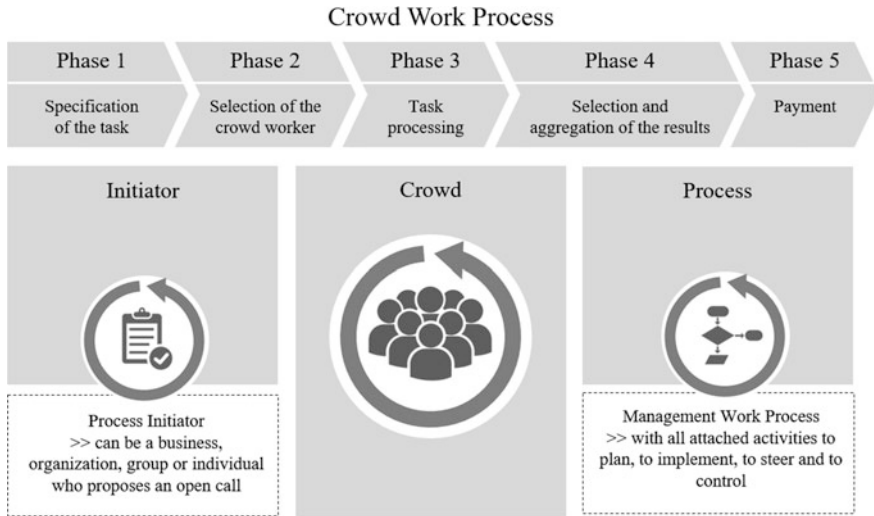 Crowd Work Process
Phase 1
Phase 2
Phase 3
Phase 4
Phase 5
Specification
of the task
Selection of the
crowd worker
Task
processing
Selection and
aggregation of the results
Payment
Initiator
Crowd
Process
Process Initiator
>> can be a business,
organization, group or individual
who proposes an open call
Management Work Process
>> with all attached activities to
plan, to implement, to steer and to
control